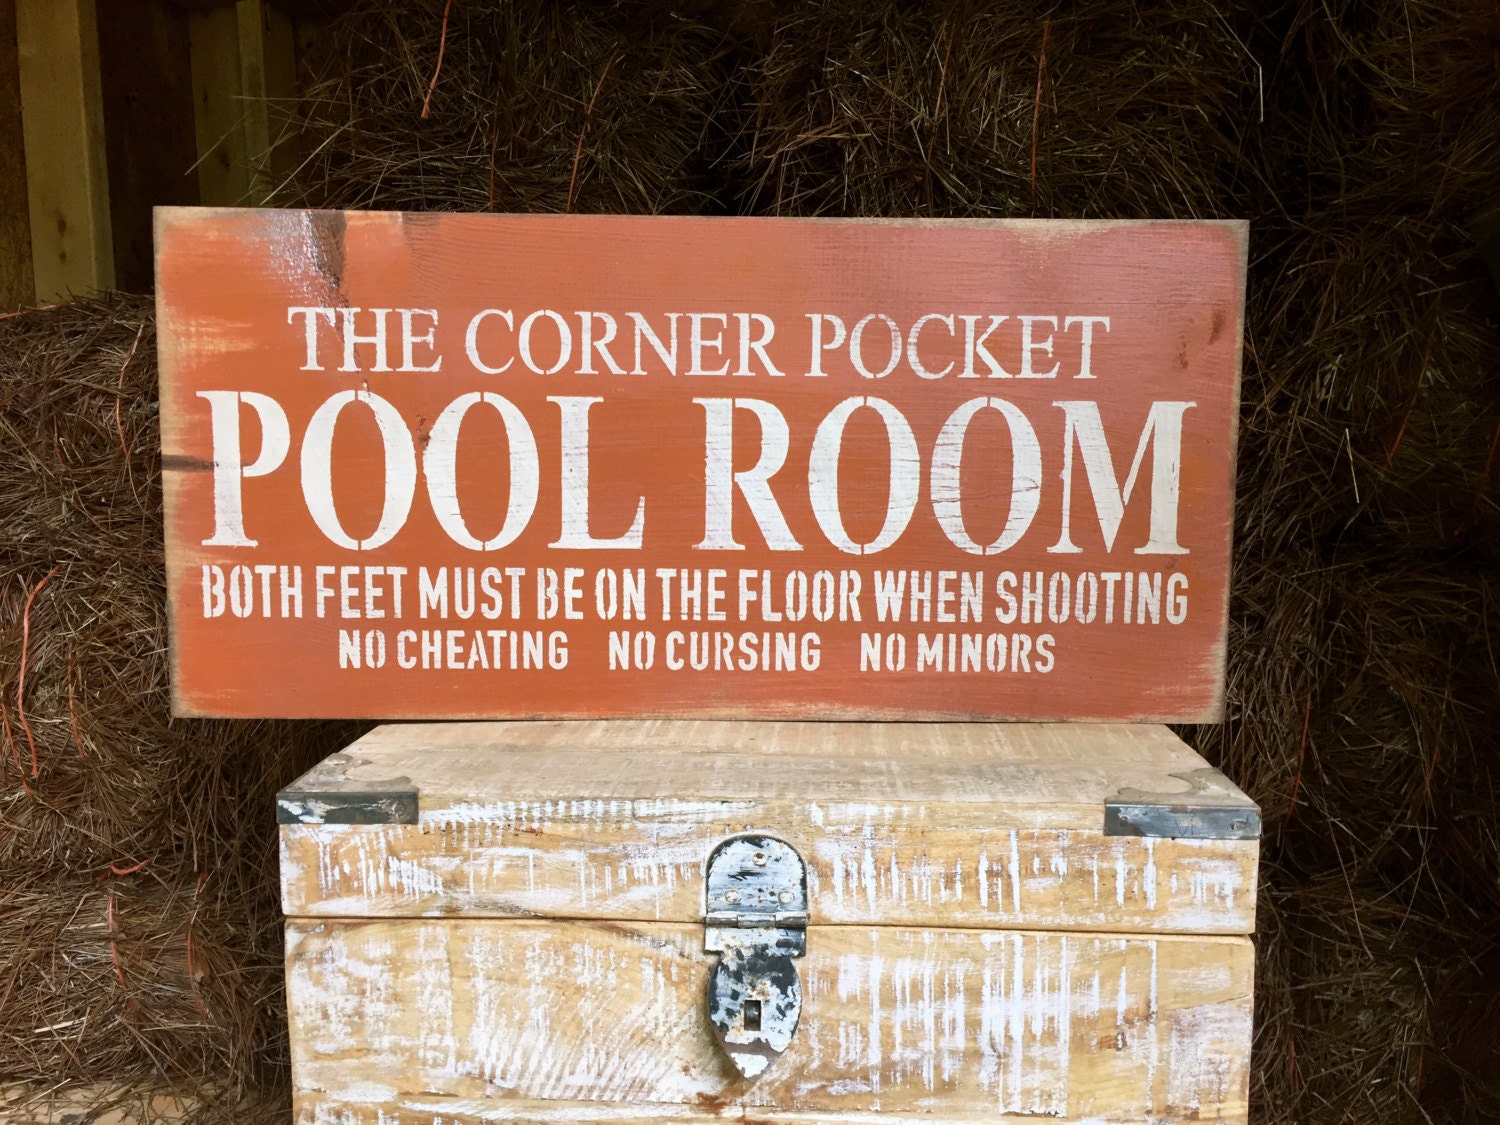 THE CORNER POCKET
POOL ROOM
BOTH FEET MUST BE ON THE FLOOR WHEN SHOOTING
NO CHEATING NO CURSING NO MINORS